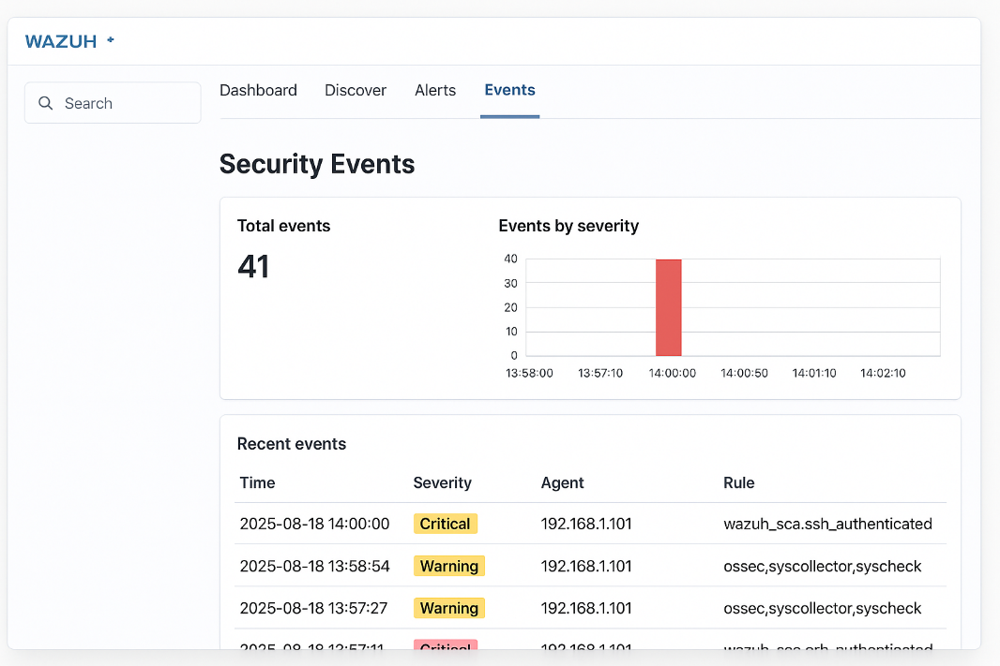 WAZUH +
Search
Dashboard Discover Alerts Events
Security Events
Total events
41
Events by severity
40
30
20
10
0
13:58:00 13:57:10 14:00:00 14:00:50 14:01:10 14:02:10
Recent events
Time Severity Agent Rule
2025-08-18 14:00:00 Critical 192.168.1.101 wazuh_sca.ssh_authenticated
2025-08-18 13:58:54 Warning 192.168.1.101 ossec,syscollector,syscheck
2025-08-18 13:57:27 Warning 192.168.1.101 ossec,syscollector,syscheck
2025-08-18 13:57:11 Critical 192.168.1.101